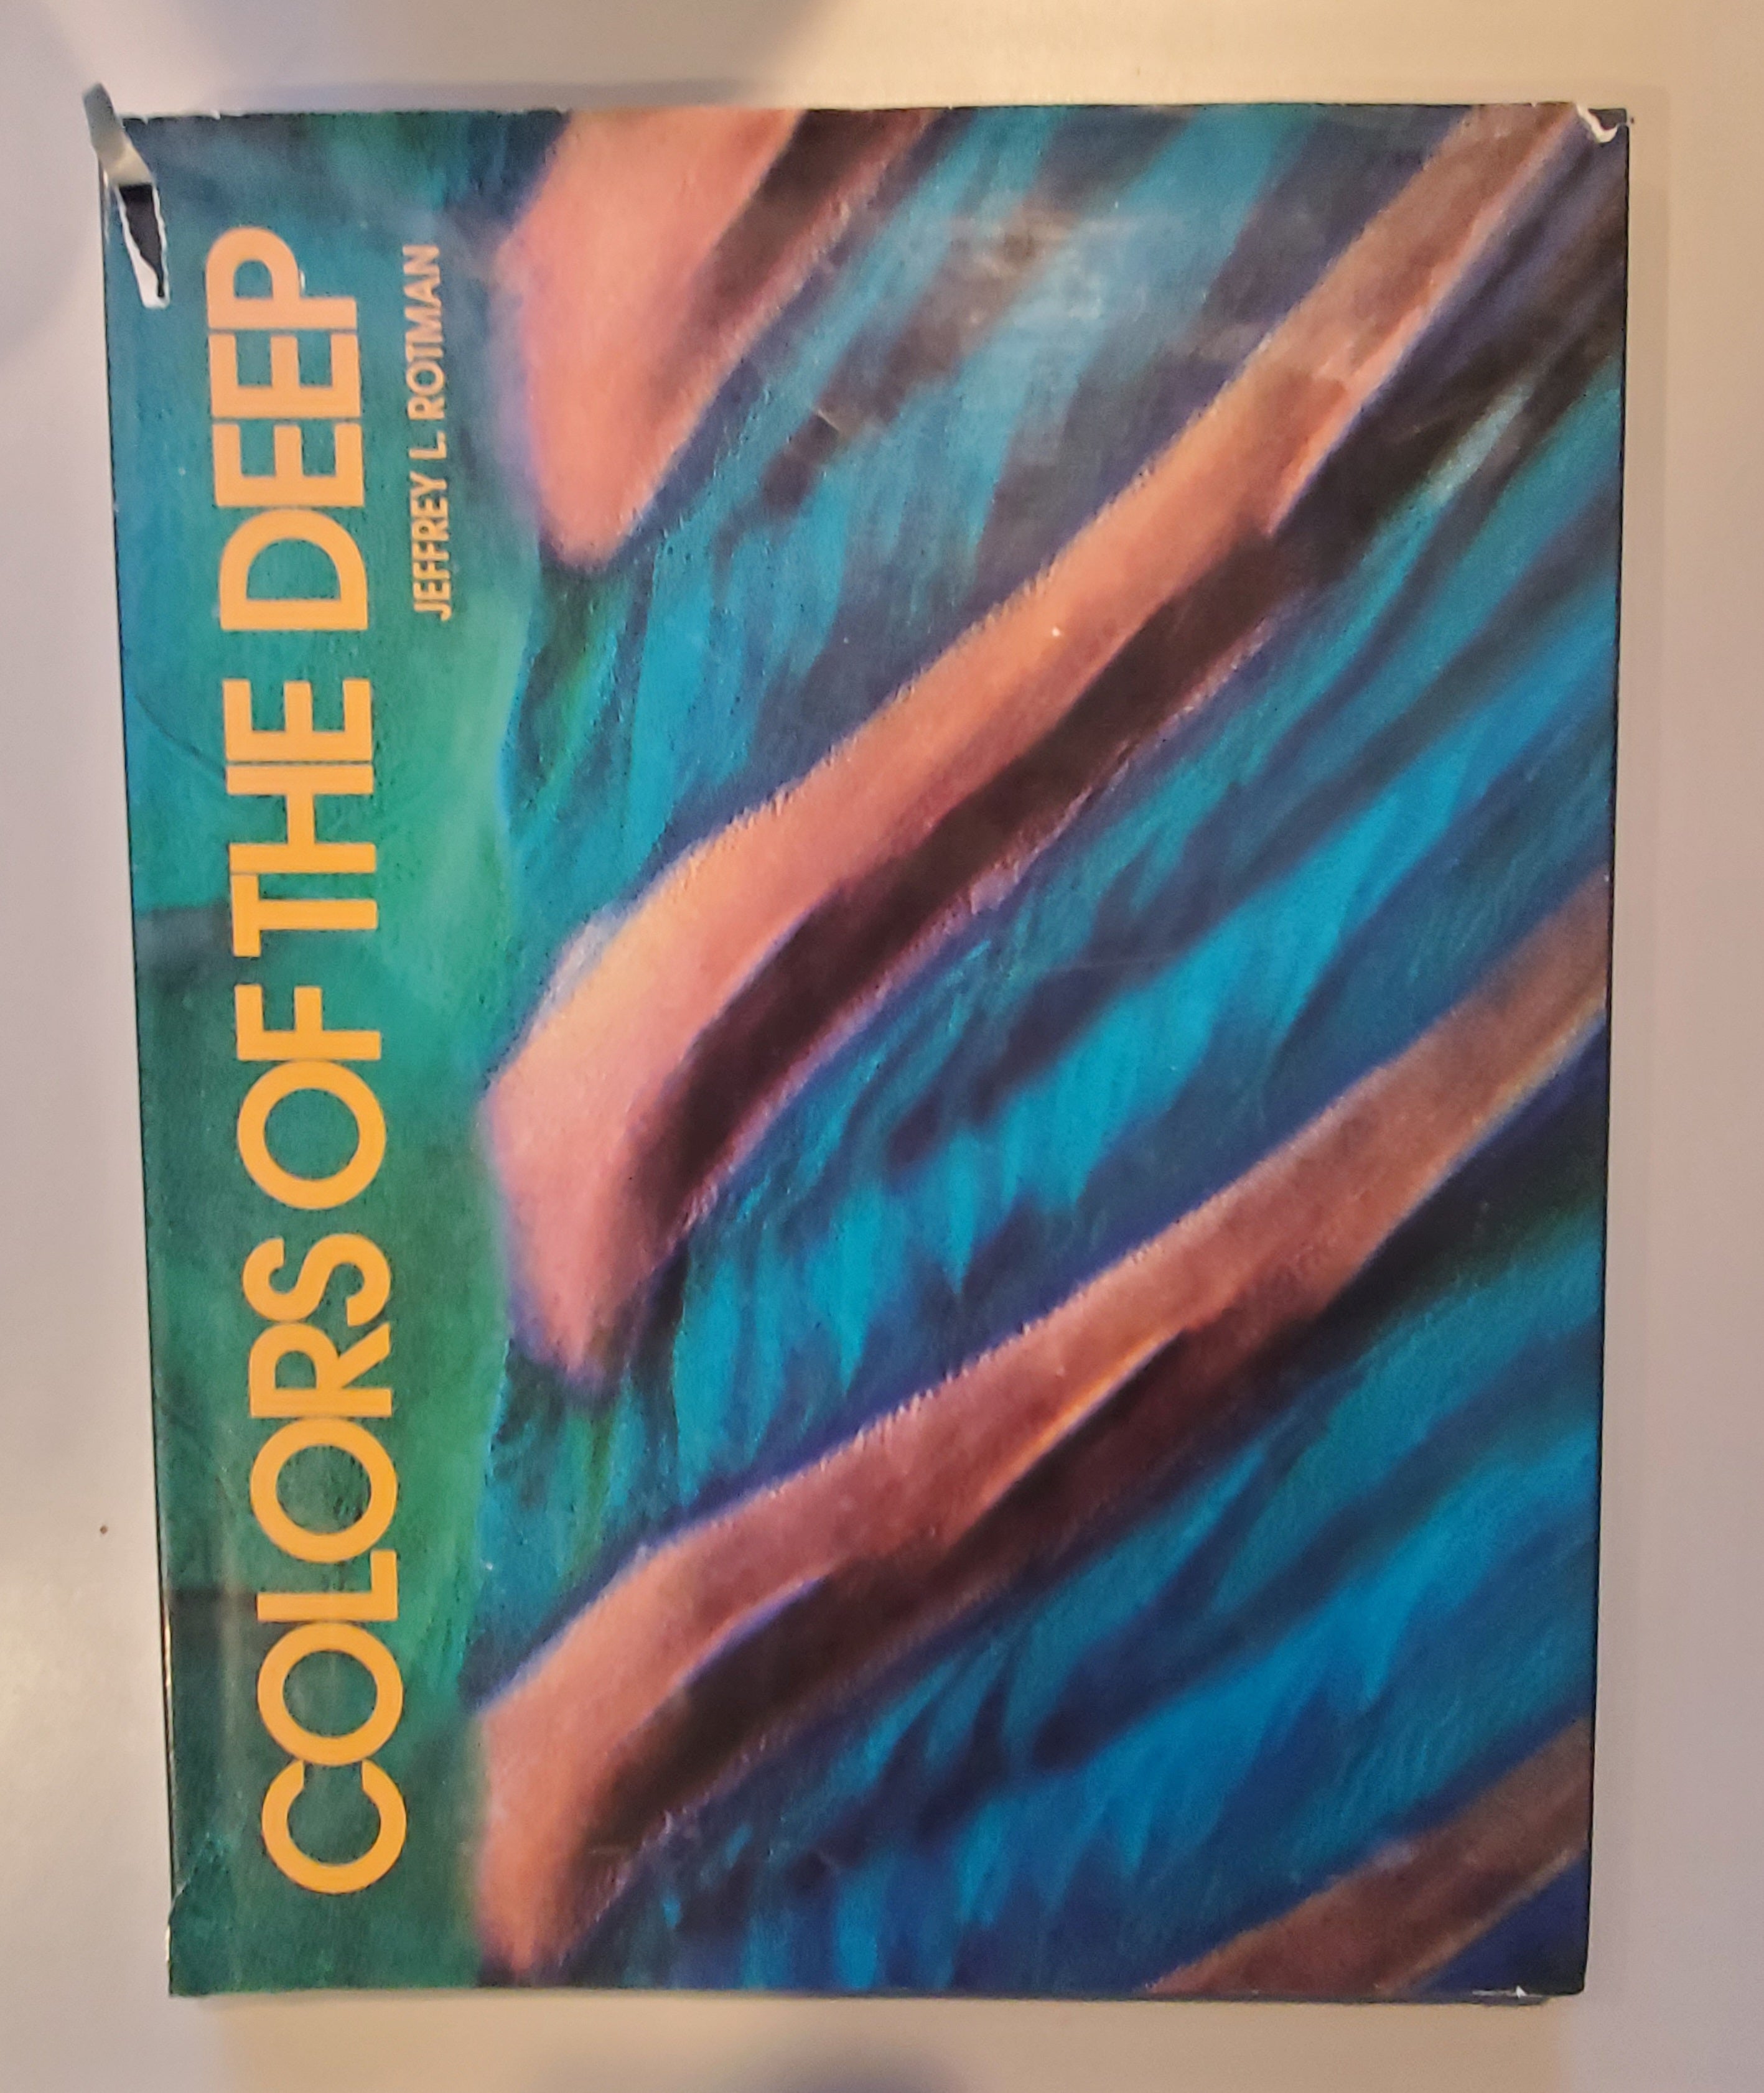 COLORS OF THE DEEP
JEFFREY L. ROTMAN